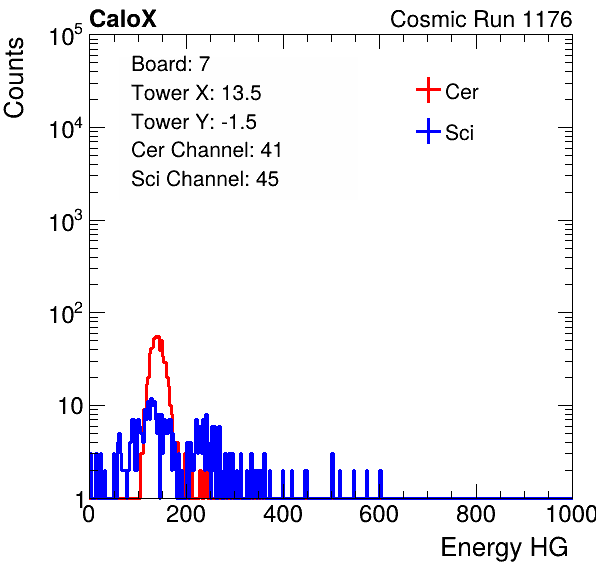 CaloX Cosmic Run 1176
Counts
10^5
10^4
10^3
10^2
10
1
Board: 7
Tower X: 13.5
Tower Y: -1.5
Cer Channel: 41
Sci Channel: 45
Cer
Sci
0 200 400 600 800 1000
Energy HG